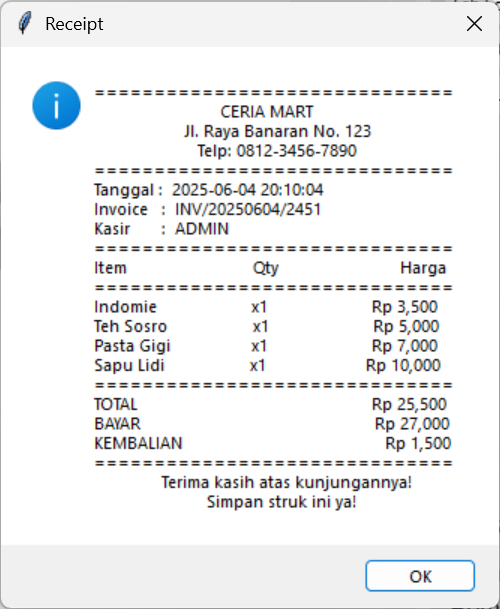 Receipt
==============================
CERIA MART
Jl. Raya Banaran No. 123
Telp: 0812-3456-7890
==============================
Tanggal : 2025-06-04 20:10:04
Invoice : INV/20250604/2451
Kasir : ADMIN
==============================
Item Qty Harga
==============================
Indomie x1 Rp 3,500
Teh Sosro x1 Rp 5,000
Pasta Gigi x1 Rp 7,000
Sapu Lidi x1 Rp 10,000
==============================
TOTAL Rp 25,500
BAYAR Rp 27,000
KEMBALIAN Rp 1,500
==============================
Terima kasih atas kunjungannya!
Simpan struk ini ya!
OK